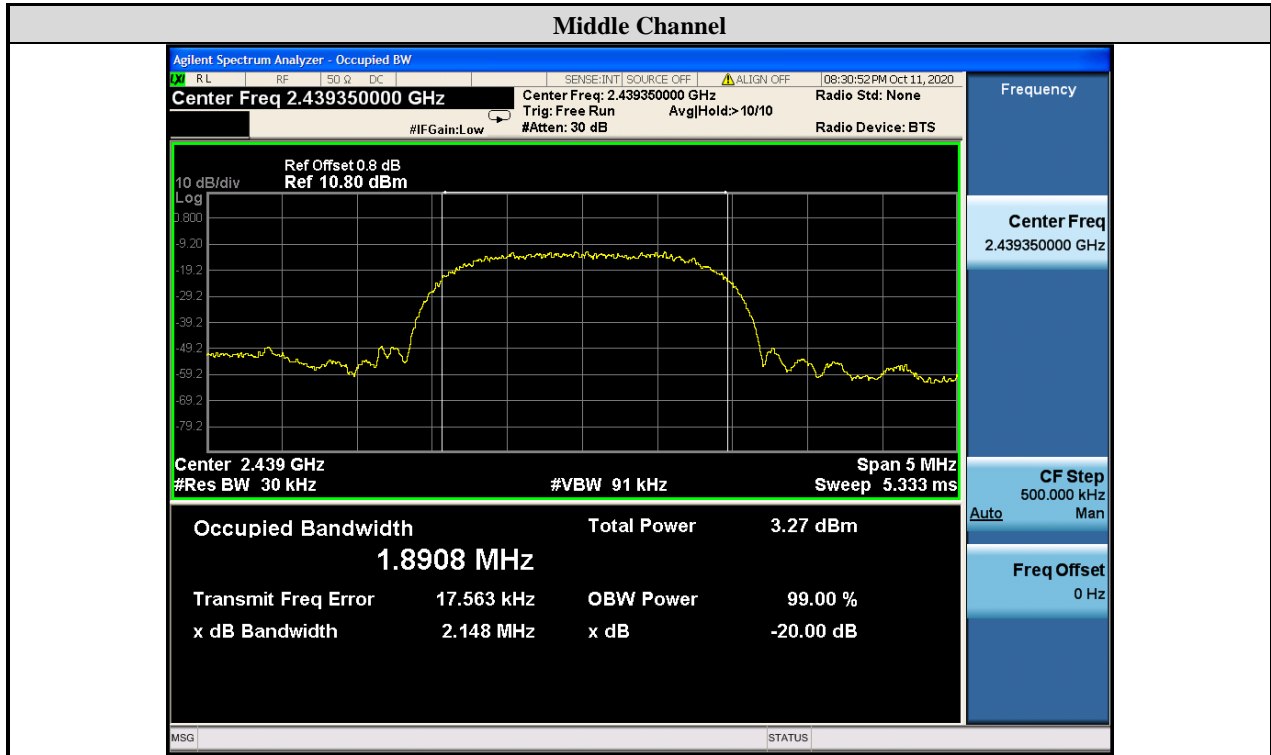 Middle Channel
Agilent Spectrum Analyzer - Occupied BW
LXI RL RF 50 Ω DC SENSE:INT SOURCE OFF ALIGN OFF 08:30:52 PM Oct 11, 2020
Center Freq 2.439350000 GHz
Center Freq: 2.439350000 GHz
Radio Std: None
Trig: Free Run Avg|Hold:> 10/10
#IFGain:Low #Atten: 30 dB Radio Device: BTS
Ref Offset 0.8 dB
10 dB/div Ref 10.80 dBm
Log
0.800
-9.20
-19.2
-29.2
-39.2
-49.2
-59.2
-69.2
-79.2
Center 2.439 GHz Span 5 MHz
#Res BW 30 kHz #VBW 91 kHz Sweep 5.333 ms
Occupied Bandwidth Total Power 3.27 dBm
1.8908 MHz
Transmit Freq Error 17.563 kHz OBW Power 99.00 %
x dB Bandwidth 2.148 MHz x dB -20.00 dB
MSG STATUS
Frequency
Center Freq
2.439350000 GHz
CF Step
500.000 kHz
Auto Man
Freq Offset
0 Hz